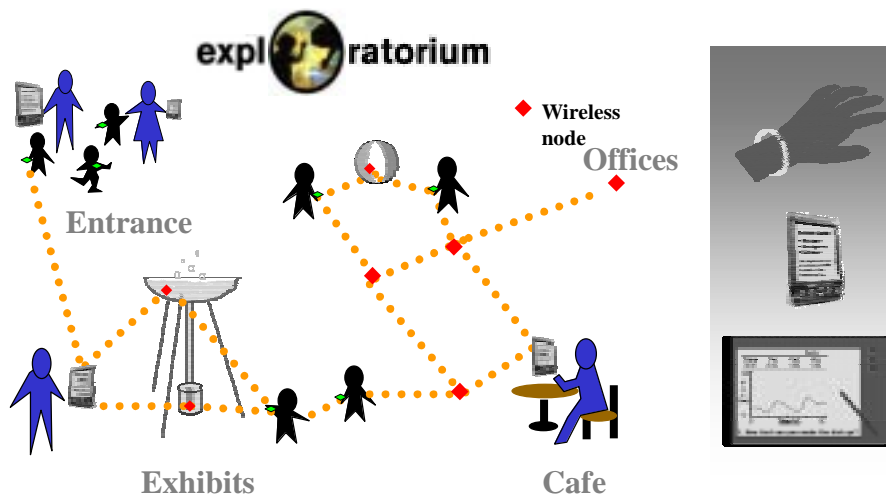 expl ratorium
Wireless
node
Offices
Entrance
Exhibits
Cafe